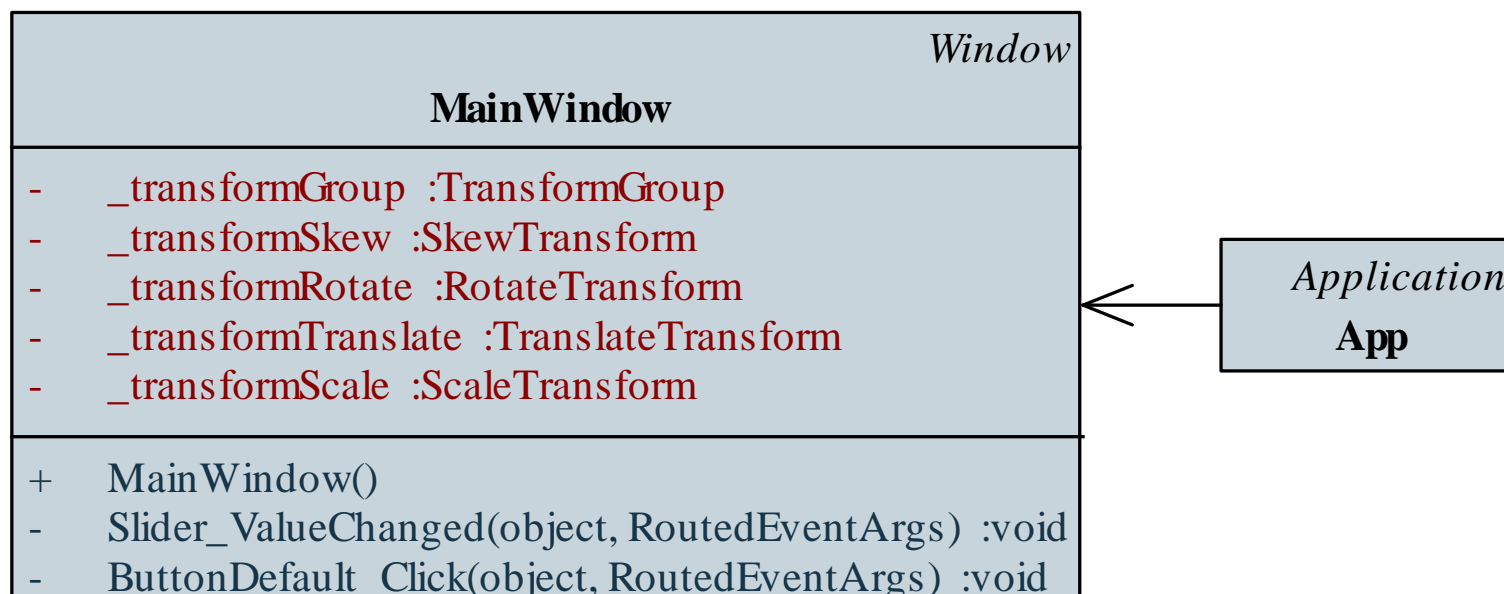 Window
MainWindow
- _transformGroup :TransformGroup
- _transformSkew :SkewTransform
- _transformRotate :RotateTransform
- _transformTranslate :TranslateTransform
- _transformScale :ScaleTransform
+ MainWindow()
- Slider_ValueChanged(object, RoutedEventArgs) :void
- ButtonDefault_Click(object, RoutedEventArgs) :void
Application
App